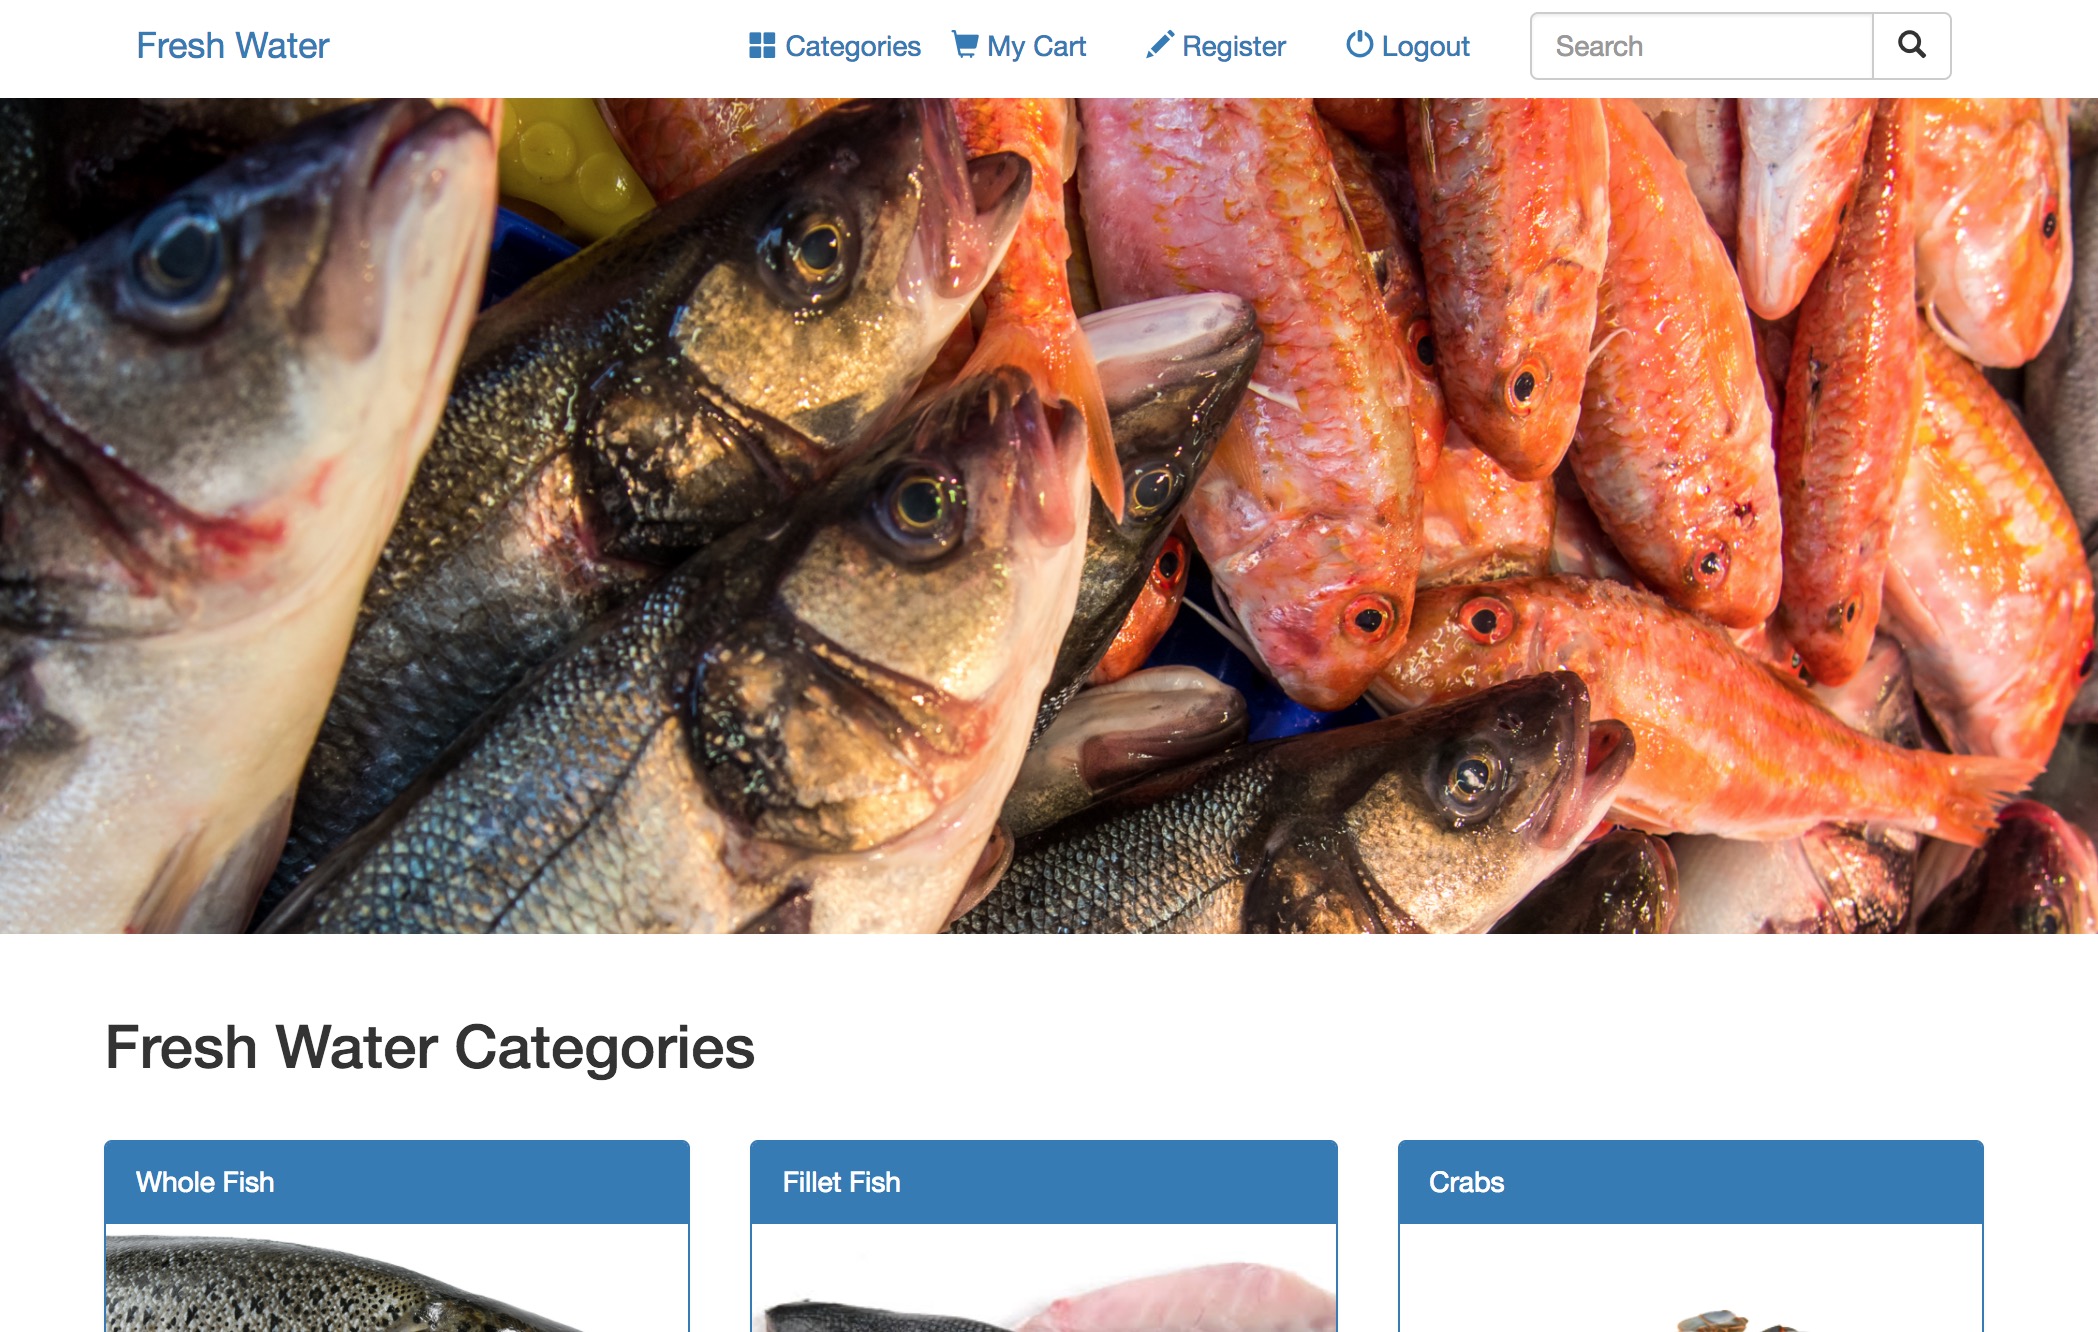 Fresh Water
Categories
My Cart
Register
Logout
Search
Fresh Water Categories
Whole Fish
Fillet Fish
Crabs